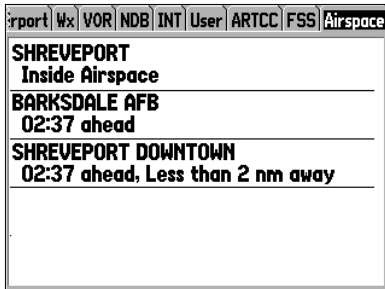 rport Wx VOR NDB INT User ARTCC FSS Airspace
SHREVEPORT
Inside Airspace
BARKSDALE AFB
02:37 ahead
SHREVEPORT DOWNTOWN
02:37 ahead, Less than 2 nm away